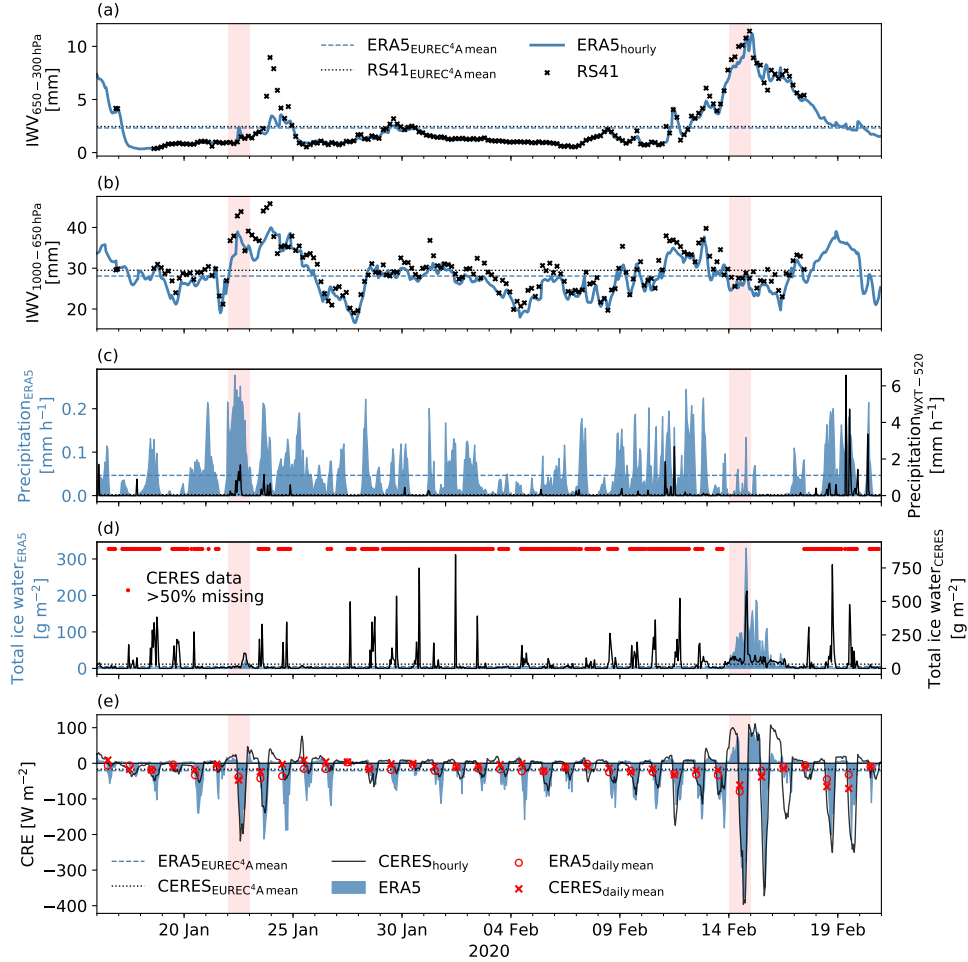 (a)
IWV650−300hPa
[mm]
10
5
0
ERA5EUREC4A mean
RS41EUREC4A mean
ERA5hourly
RS41
(b)
IWV1000−650hPa
[mm]
40
30
20
(c)
PrecipitationERA5
[mm h−1]
0.2
0.1
0.0
6
4
2
0
PrecipitationWXT−520
[mm h−1]
(d)
Total ice waterERA5
[g m−2]
300
200
100
0
CERES data
>50% missing
750
500
250
0
Total ice waterCERES
[g m−2]
(e)
CRE [W m−2]
100
0
−100
−200
−300
−400
ERA5EUREC4A mean
CERESEUREC4A mean
CEREShourly
ERA5
ERA5daily mean
CERESdaily mean
20 Jan
25 Jan
30 Jan
04 Feb
09 Feb
14 Feb
19 Feb
2020